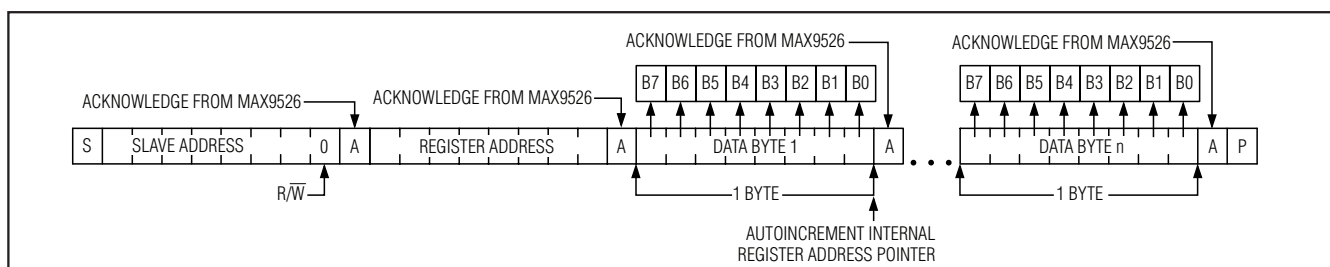 ACKNOWLEDGE FROM MAX9526
ACKNOWLEDGE FROM MAX9526
B7 B6 B5 B4 B3 B2 B1 B0
B7 B6 B5 B4 B3 B2 B1 B0
ACKNOWLEDGE FROM MAX9526
ACKNOWLEDGE FROM MAX9526
S SLAVE ADDRESS 0 A REGISTER ADDRESS A DATA BYTE 1 A • • • DATA BYTE n A P
R/W̅
1 BYTE
1 BYTE
AUTOINCREMENT INTERNAL
REGISTER ADDRESS POINTER